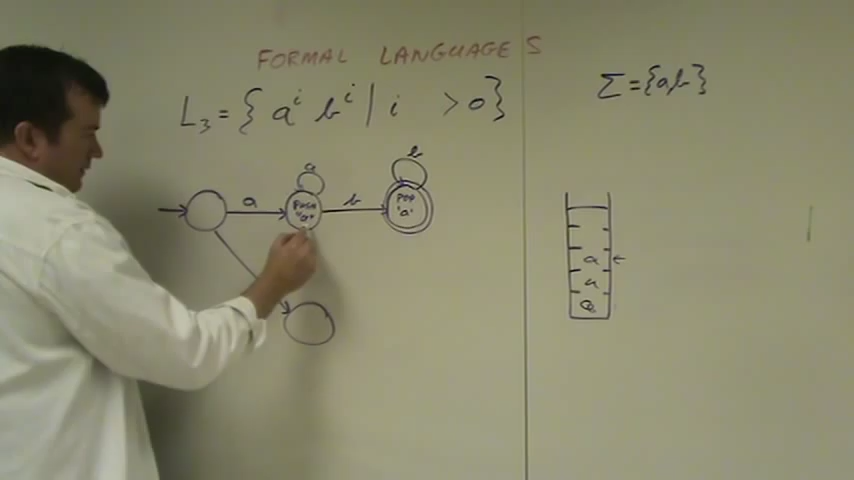 FORMAL LANGUAGES
L₃ = { aⁱ bⁱ | i > 0 }
Σ = {a,b}
a
b
a
PUSH
"a"
b
POP
'a'
a
a
a